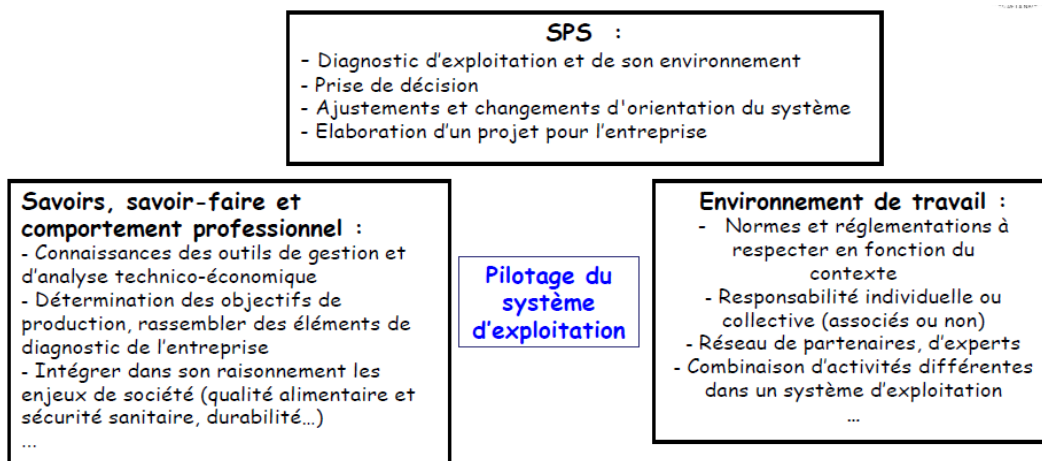 SPS :
- Diagnostic d'exploitation et de son environnement
- Prise de décision
- Ajustements et changements d'orientation du système
- Elaboration d'un projet pour l'entreprise
Savoirs, savoir-faire et
comportement professionnel :
- Connaissances des outils de gestion et
d'analyse technico-économique
- Détermination des objectifs de
production, rassembler des éléments de
diagnostic de l'entreprise
- Intégrer dans son raisonnement les
enjeux de société (qualité alimentaire et
sécurité sanitaire, durabilité…)
...
Pilotage du
système
d'exploitation
Environnement de travail :
- Normes et réglementations à
respecter en fonction du
contexte
- Responsabilité individuelle ou
collective (associés ou non)
- Réseau de partenaires, d'experts
- Combinaison d'activités différentes
dans un système d'exploitation
…